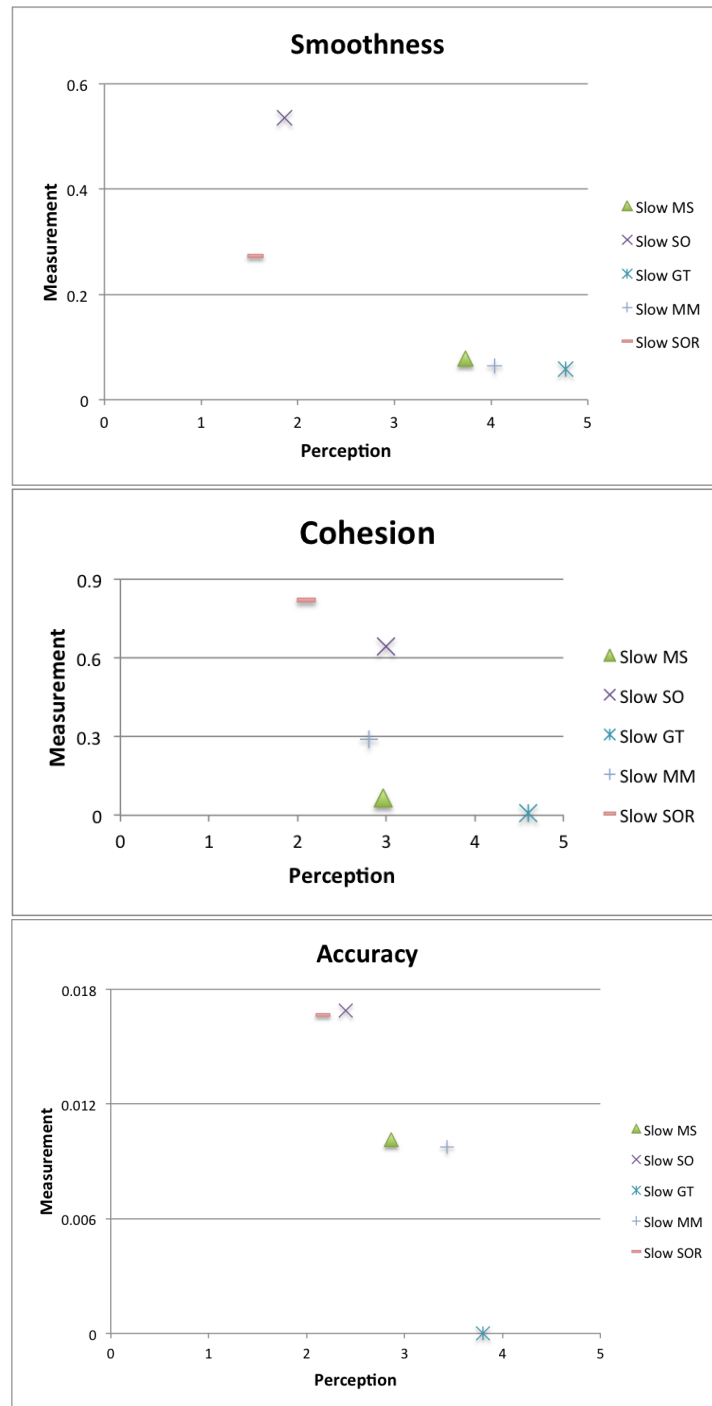 Smoothness
0.6
0.4
0.2
0
0 1 2 3 4 5
Measurement
Perception
Slow MS
Slow SO
Slow GT
Slow MM
Slow SOR
Cohesion
0.9
0.6
0.3
0
0 1 2 3 4 5
Measurement
Perception
Slow MS
Slow SO
Slow GT
Slow MM
Slow SOR
Accuracy
0.018
0.012
0.006
0
0 1 2 3 4 5
Measurement
Perception
Slow MS
Slow SO
Slow GT
Slow MM
Slow SOR